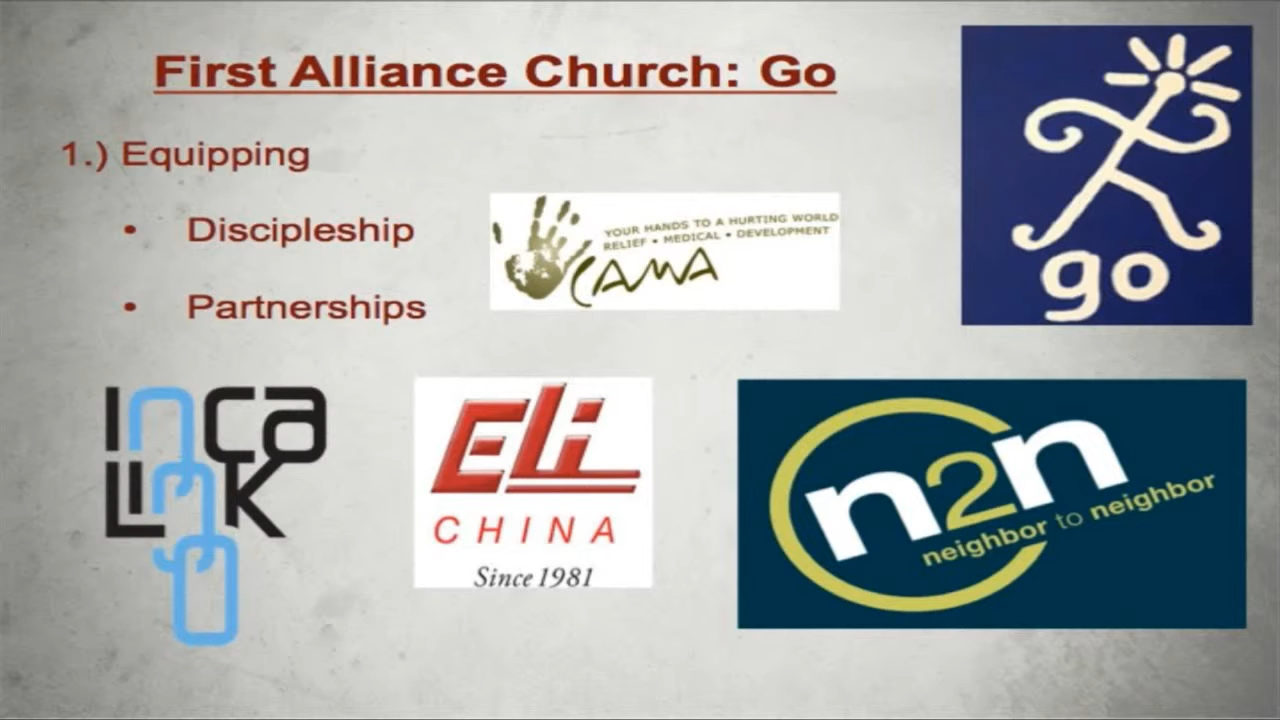 First Alliance Church: Go
1.) Equipping
• Discipleship
• Partnerships
YOUR HANDS TO A HURTING WORLD
RELIEF • MEDICAL • DEVELOPMENT
CAMA
go
INCA
LINK
ELI
CHINA
Since 1981
n2n
neighbor to neighbor